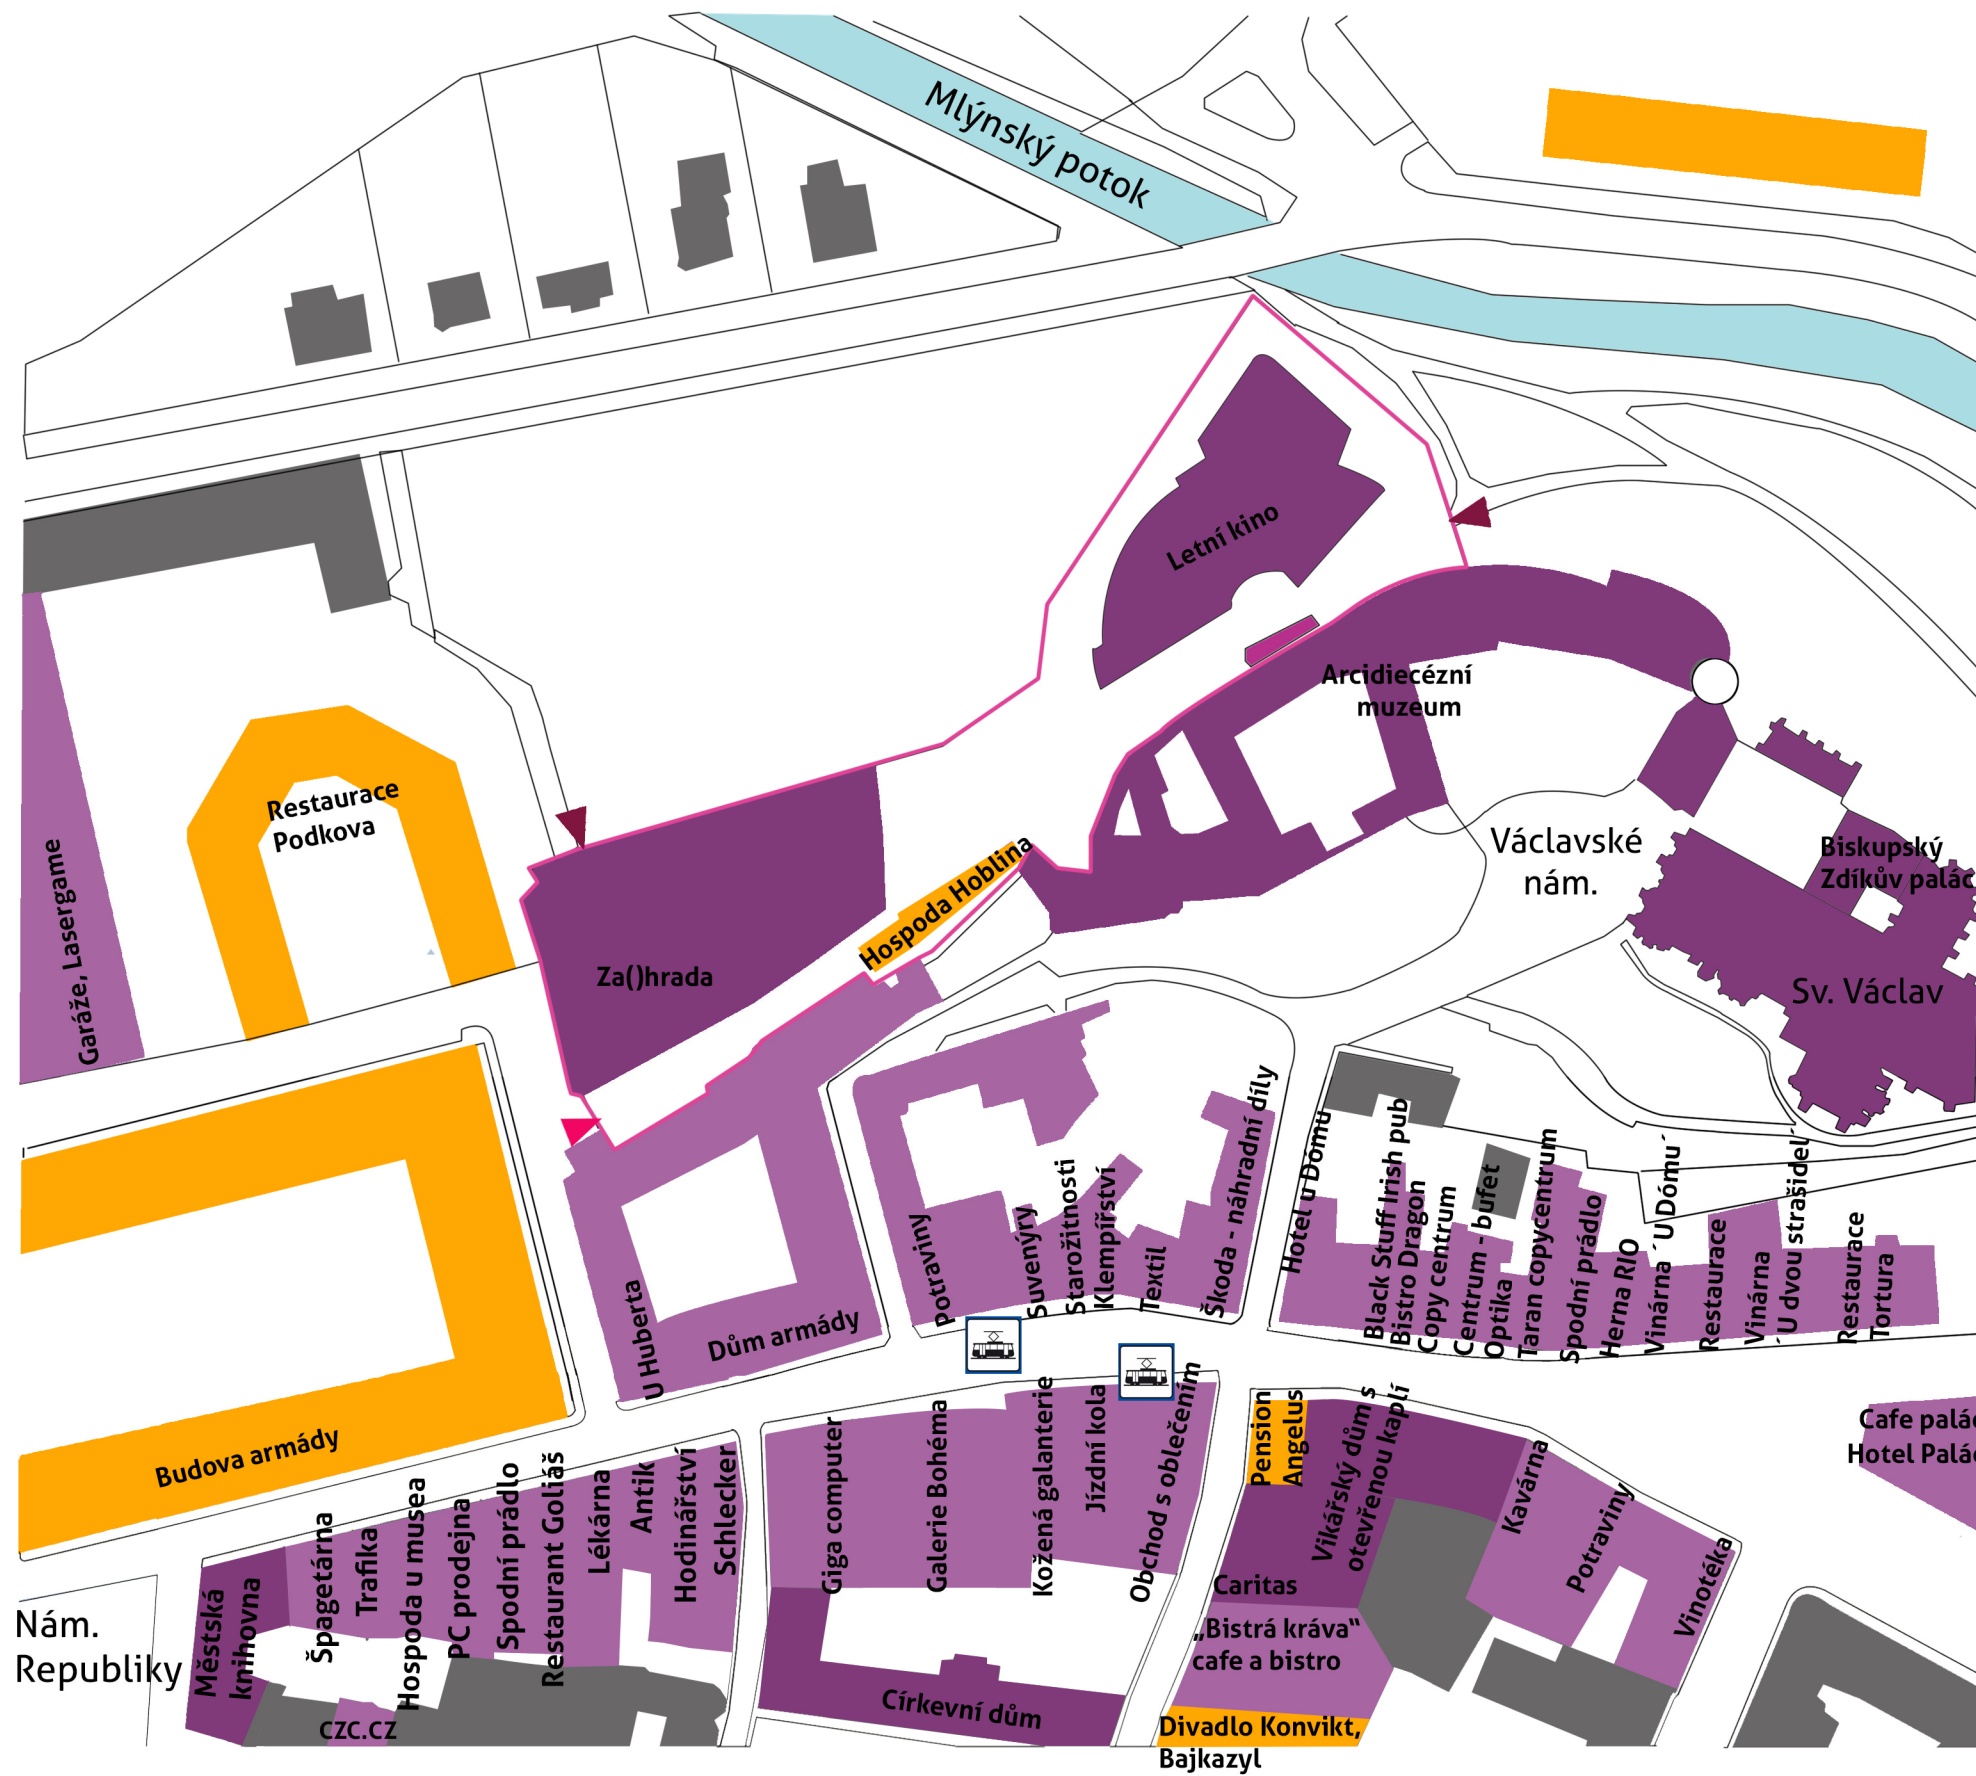 Mlýnský potok
Letní kino
Arcidiecézní
muzeum
Restaurace
Podkova
Garáže, Lasergame
Hospoda Hoblina
Za()hrada
Václavské
nám.
Biskupský
Zdíkův palác
Sv. Václav
U Huberta
Dům armády
Potraviny
Suvenýry
Starožitnosti
Klempířství
Textil
Škoda - náhradní díly
Hotel u Dómu
Black Stuff Irish pub
Bistro Dragon
Copy centrum
Centrum - bufet
Optika
Taran copycentrum
Spodní prádlo
Herna RIO
Vinárna ´U Dómú´
Restaurace
Vinárna
´U dvou strašidel´
Restaurace
Tortura
Budova armády
Městská
knihovna
Špagetárna
Trafika
Hospoda u musea
PC prodejna
Spodní prádlo
Restaurant Goliáš
Lékárna
Antik
Hodinářství
Schlecker
Giga computer
Galerie Bohéma
Kožená galanterie
Jízdní kola
Obchod s oblečením
Pension
Angelus
Vikářský dům s
otevřenou kaplí
Kavárna
Potraviny
Vinotéka
Cafe palác
Hotel Palác
Caritas
„Bistrá kráva“
cafe a bistro
Nám.
Republiky
CZC.CZ
Církevní dům
Divadlo Konvikt,
Bajkazyl